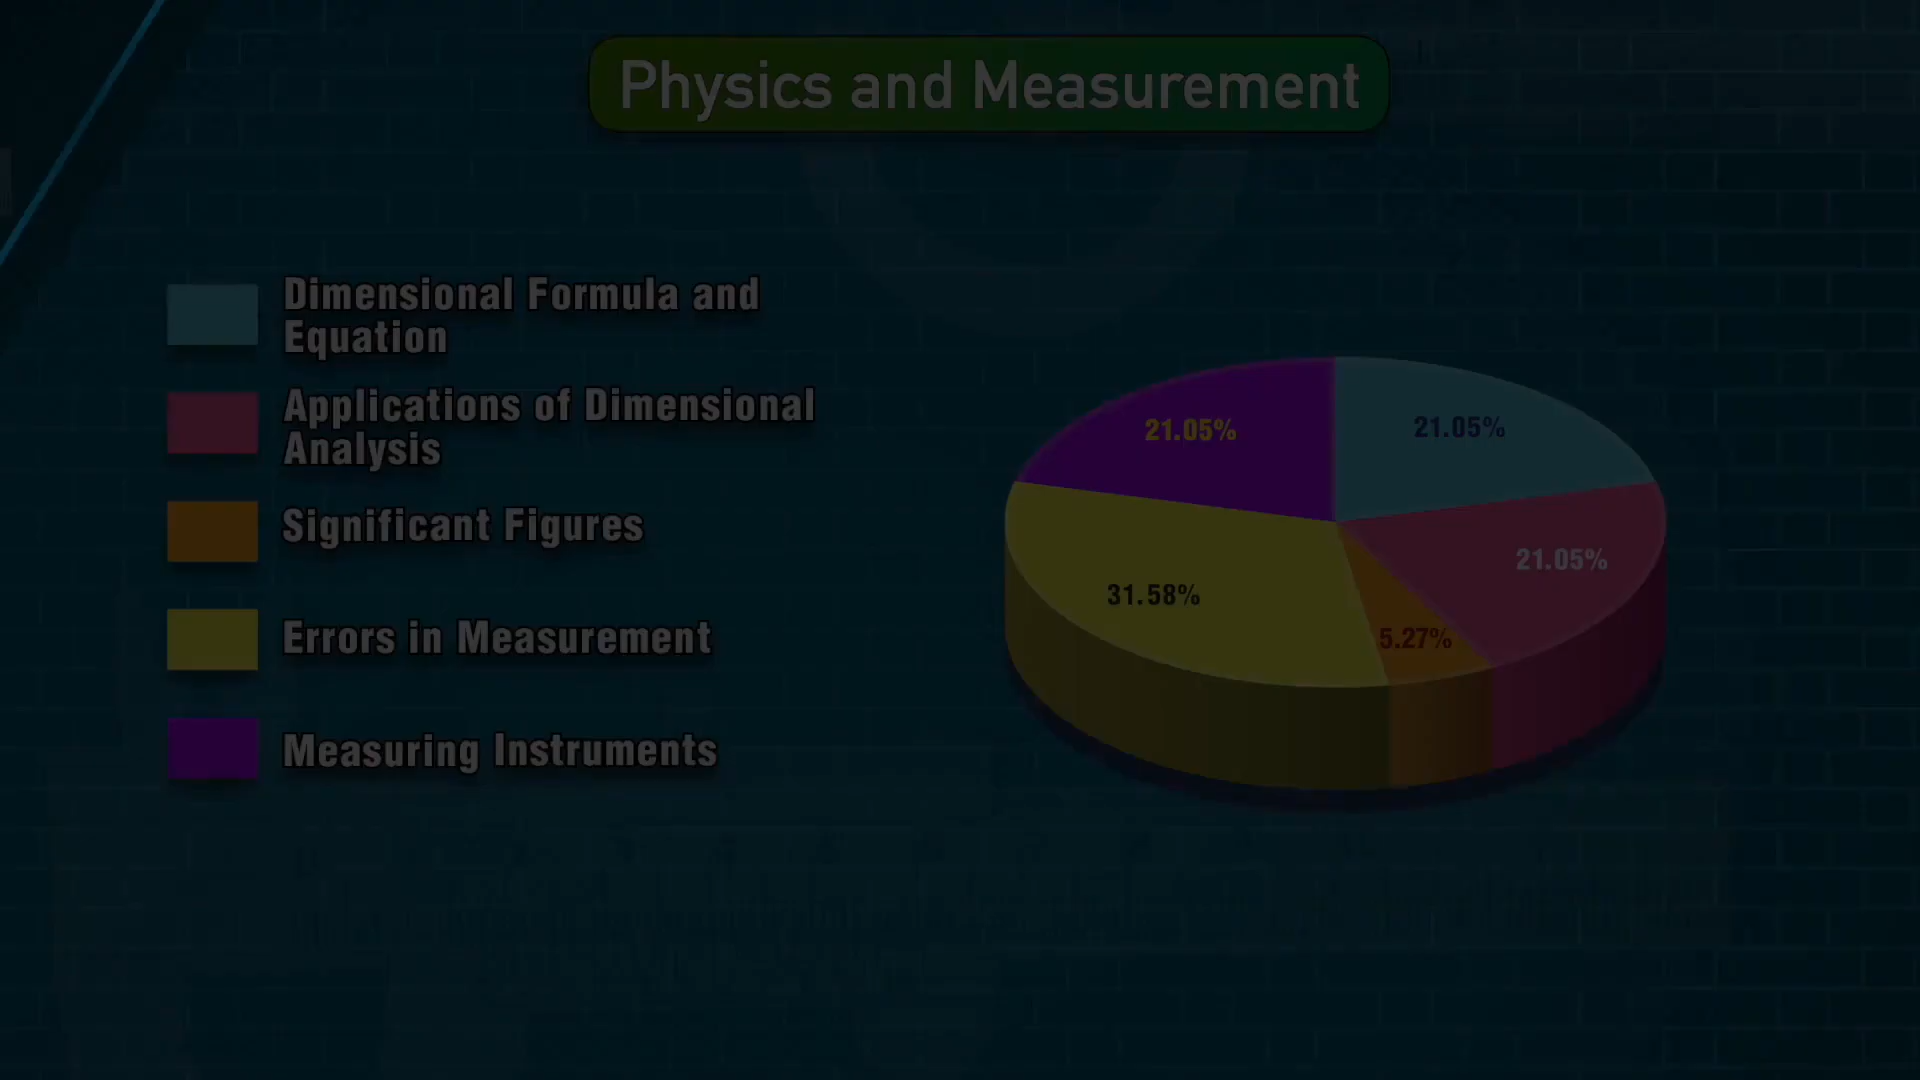 Physics and Measurement
Dimensional Formula and
Equation
Applications of Dimensional
Analysis
Significant Figures
Errors in Measurement
Measuring Instruments
21.05%
21.05%
21.05%
31.58%
5.27%